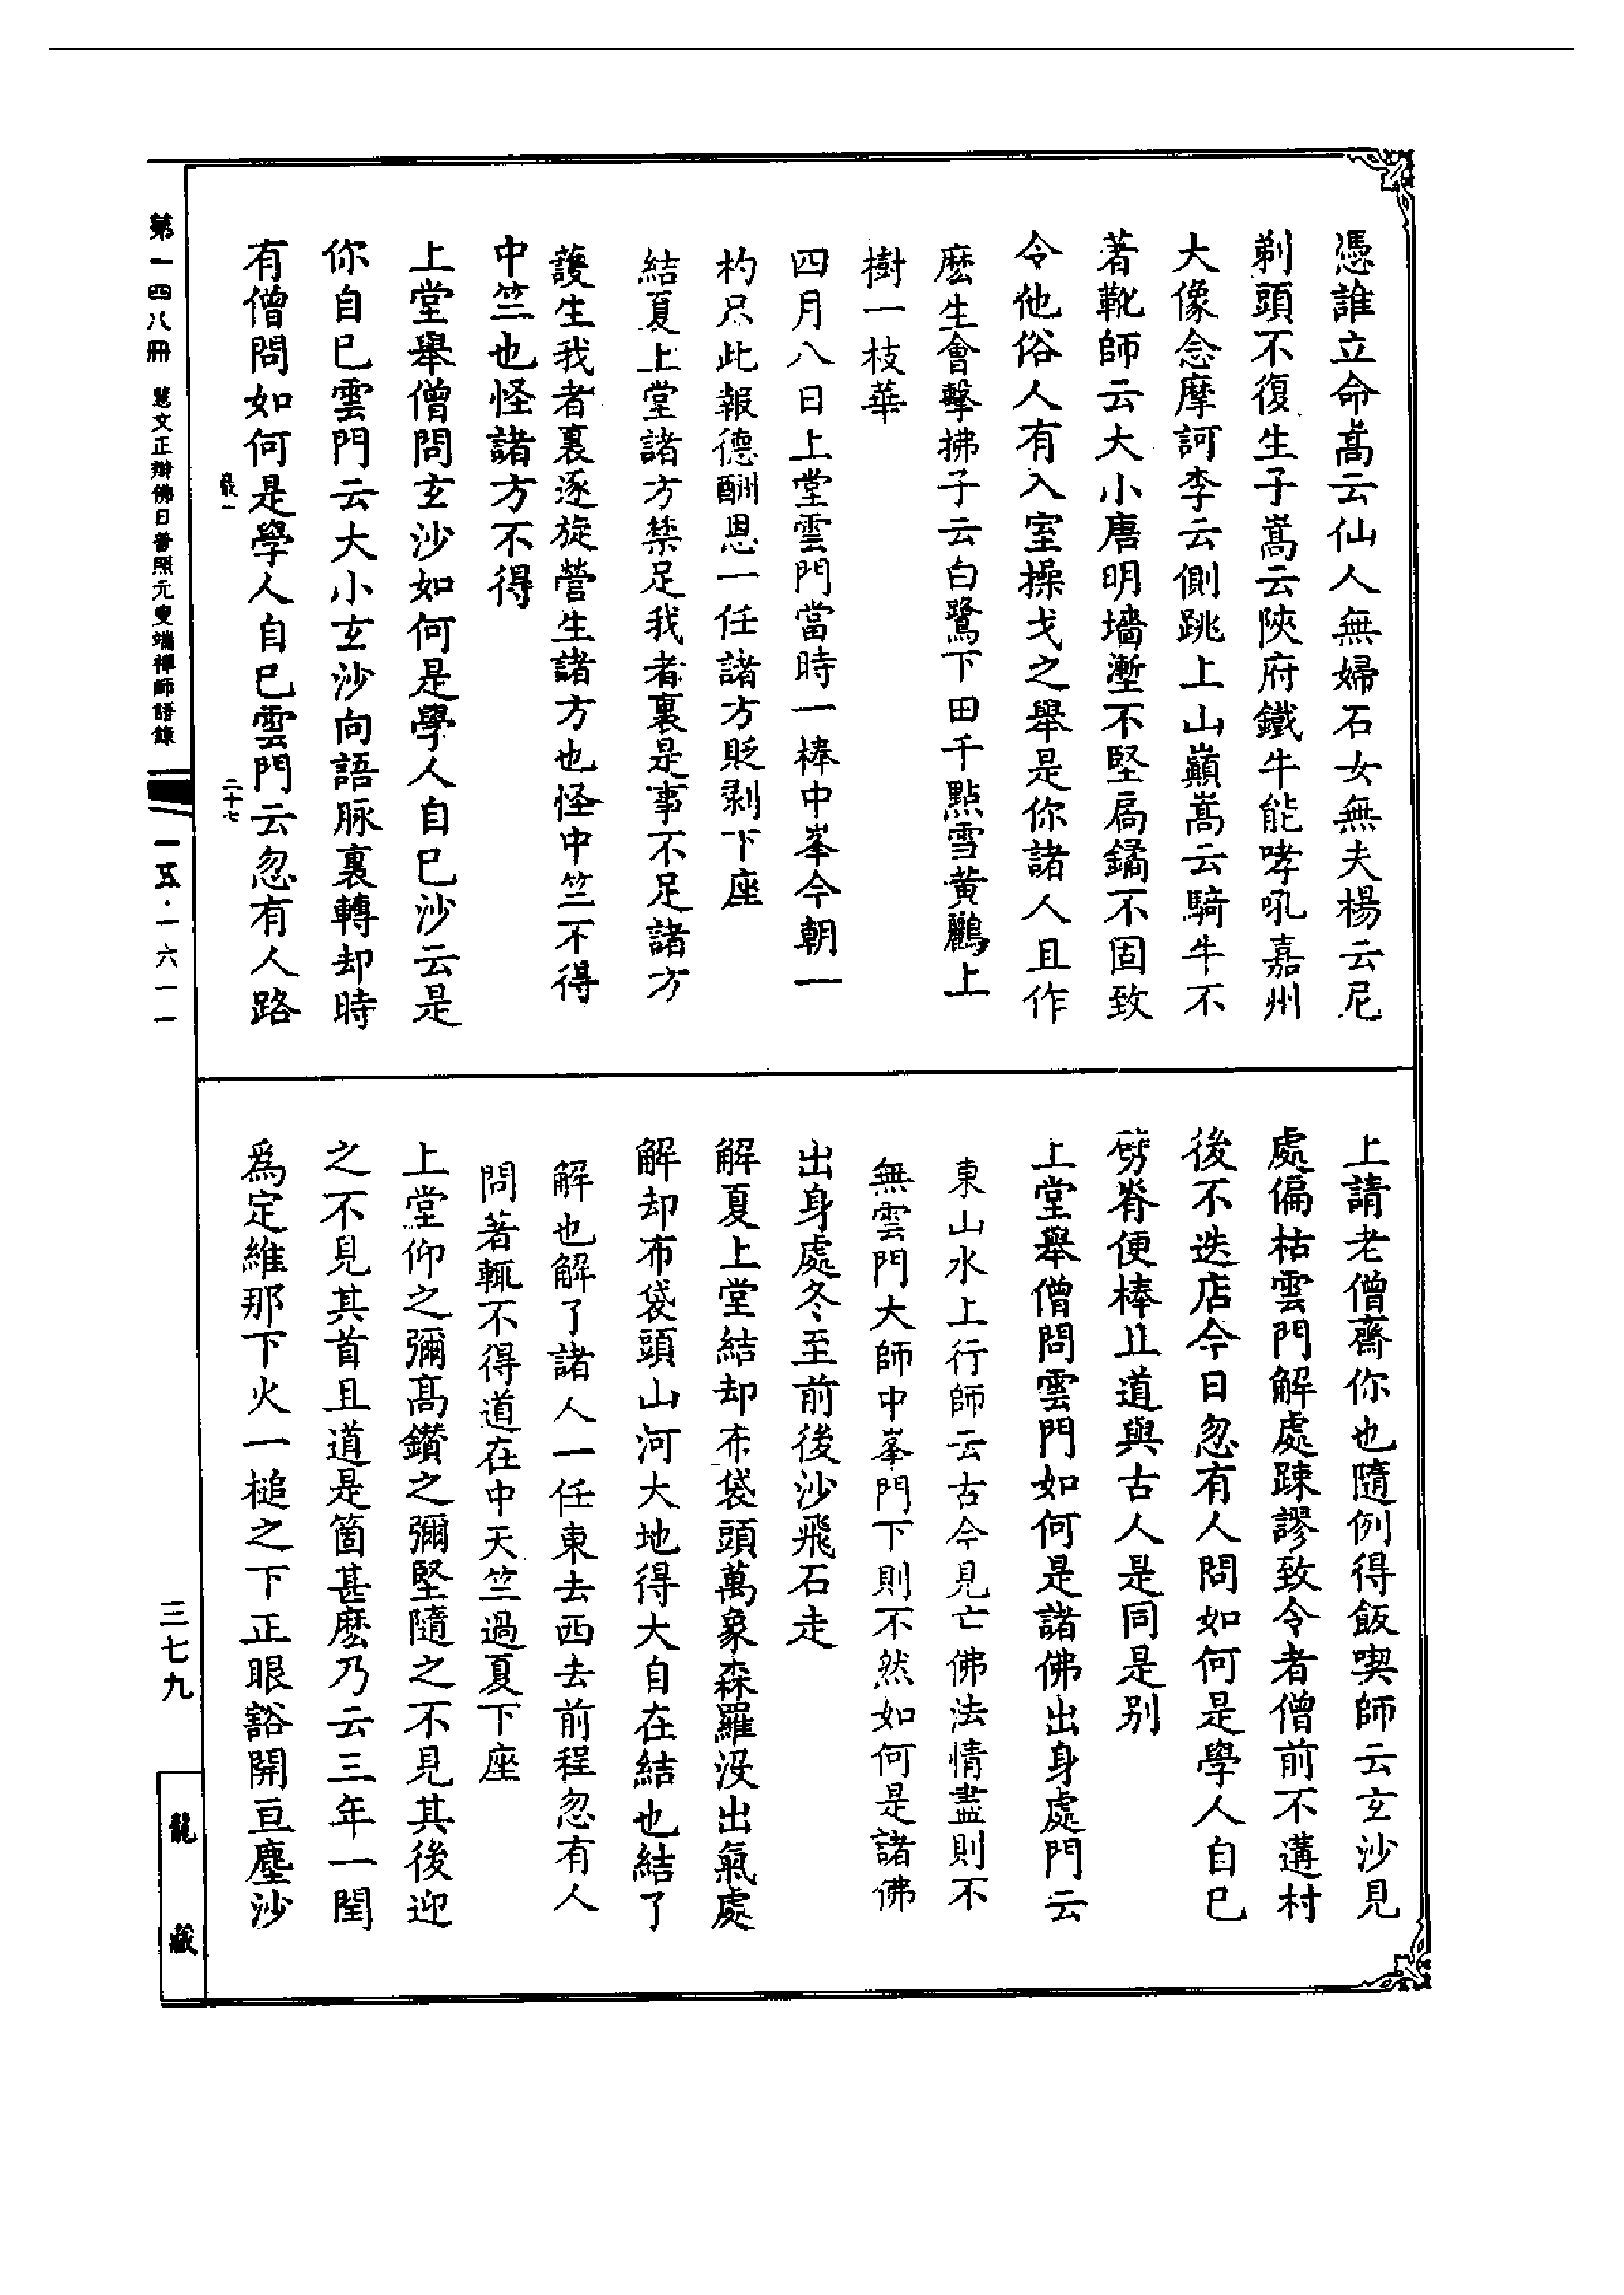 憑誰立命嵩云仙人無婦石女無夫楊云尼
剃頭不復生子嵩云陝府鐵牛能哮吼嘉州
大像念摩訶李云側跳上山巔嵩云騎牛不
著靴師云大小唐明墻塹不堅扃鐍不固致
令他俗人有入室操戈之舉是你諸人且作
麽生會擊拂子云白鷺下田千點雪黃鸝上
樹一枝華
四月八日上堂雲門當時一棒中峯今朝一
杓只此報德酬恩一任諸方貶剥下座
結夏上堂諸方禁足我者裏是事不足諸方
護生我者裏逐旋營生諸方也怪中竺不得
中竺也怪諸方不得
上堂舉僧問玄沙如何是學人自己沙云是
你自己雲門云大小玄沙向語脉裏轉却時
有僧問如何是學人自己雲門云忽有人路
上請老僧齋你也隨例得飯喫師云玄沙見
處偏枯雲門解處踈謬致令者僧前不遘村
後不迭店今日忽有人問如何是學人自己
劈脊便棒且道與古人是同是别
上堂舉僧問雲門如何是諸佛出身處門云
東山水上行師云古今見亡佛法情盡則不
無雲門大師中峯門下則不然如何是諸佛
出身處冬至前後沙飛石走
解夏上堂結却布袋頭萬象森羅沒出氣處
解却布袋頭山河大地得大自在結也結了
解也解了諸人一任東去西去前程忽有人
問著輒不得道在中天竺過夏下座
上堂仰之彌髙鑚之彌堅隨之不見其後迎
之不見其首且道是箇甚麽乃云三年一閏
爲定維那下火一槌之下正眼豁開亘塵沙
二十七
第一四八冊 慧文正辯佛日普照元叟端禪師語錄
一五·一六一一
三七九
龍藏